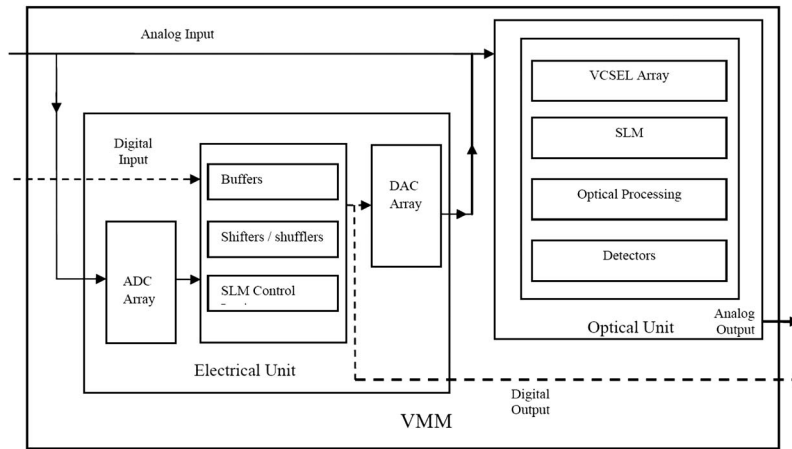 Analog Input
VCSEL Array
SLM
Optical Processing
Detectors
Analog
Output
Optical Unit
Digital
Input
Buffers
Shifters / shufflers
SLM Control
DAC
Array
ADC
Array
Electrical Unit
Digital
Output
VMM